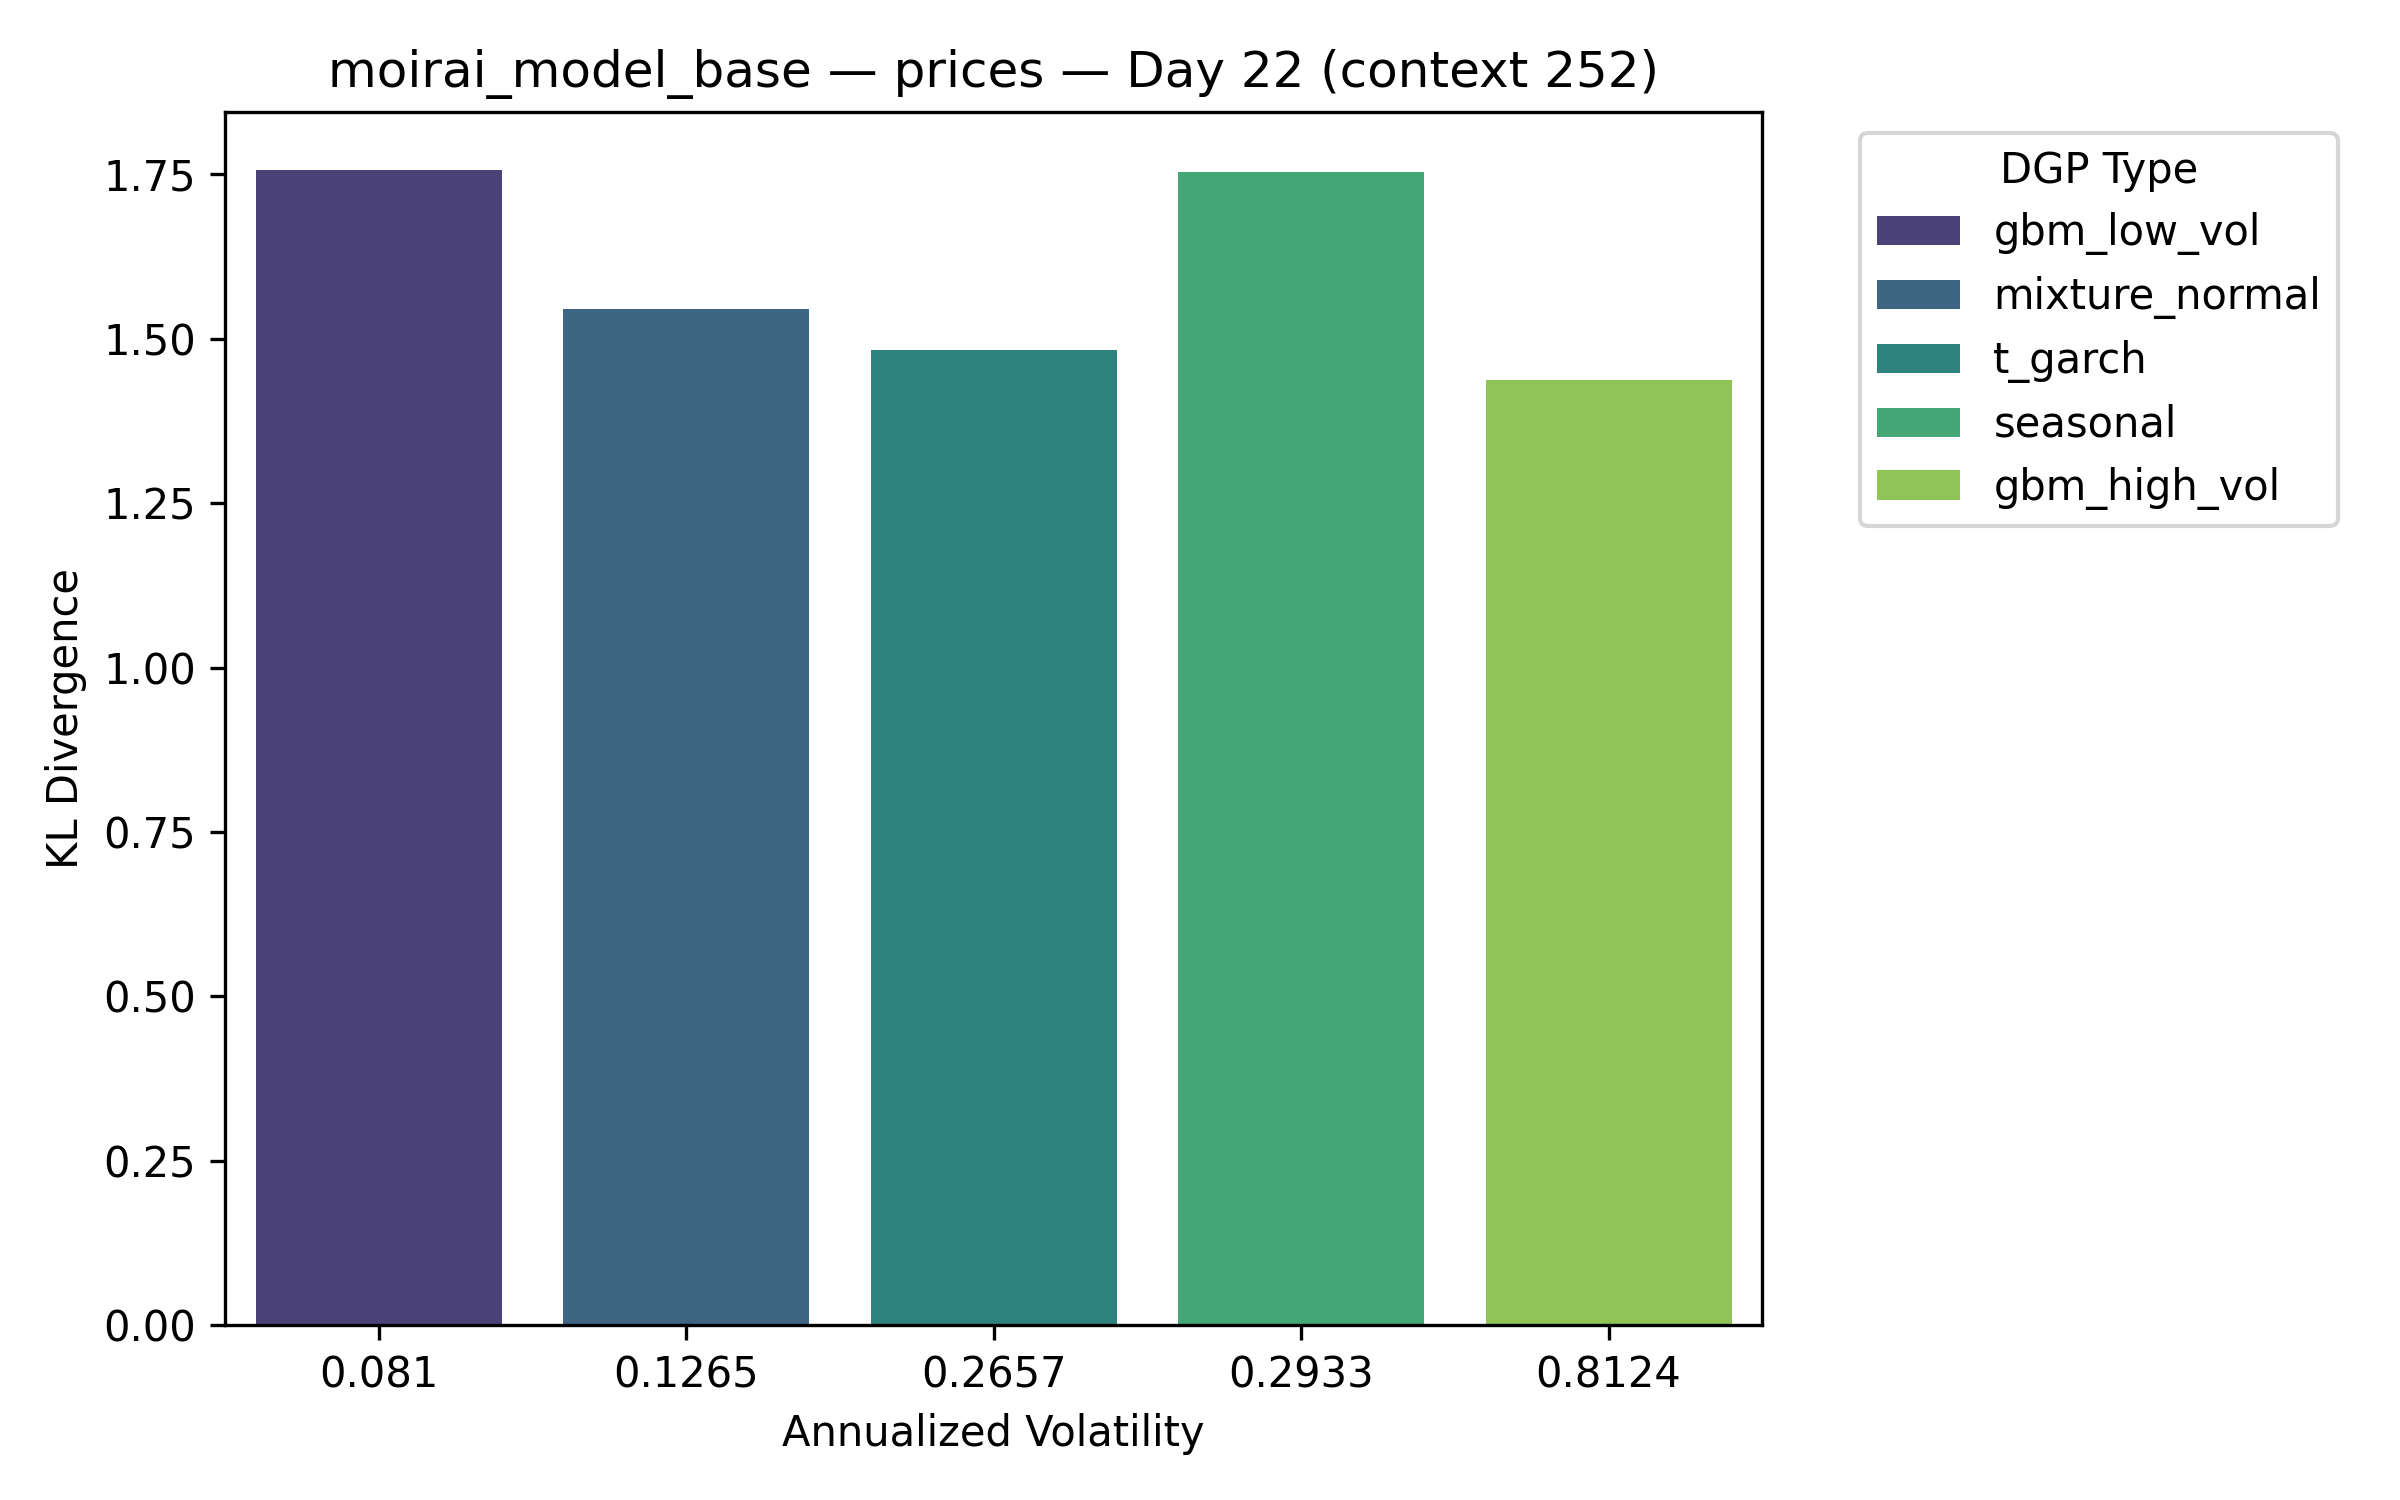 moirai_model_base — prices — Day 22 (context 252)
KL Divergence
1.75
1.50
1.25
1.00
0.75
0.50
0.25
0.00
0.081
0.1265
0.2657
0.2933
0.8124
Annualized Volatility
DGP Type
gbm_low_vol
mixture_normal
t_garch
seasonal
gbm_high_vol